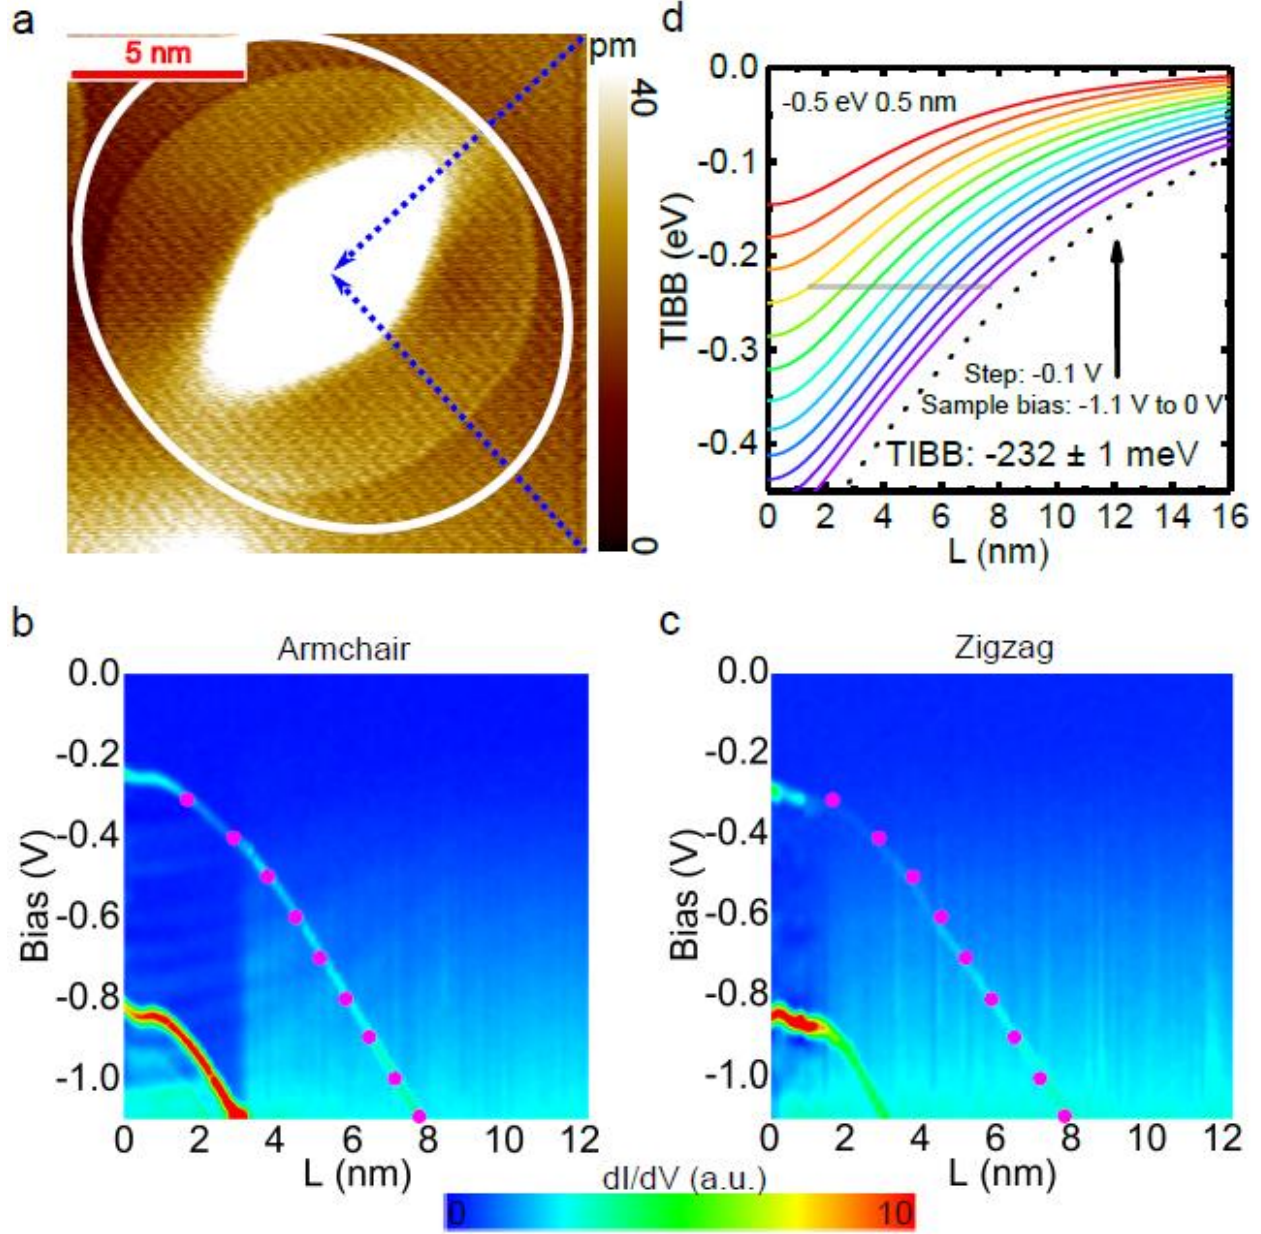 a
5 nm
pm
40
0
d
0.0
-0.1
-0.2
-0.3
-0.4
TIBB (eV)
-0.5 eV 0.5 nm
Step: -0.1 V
Sample bias: -1.1 V to 0 V
TIBB: -232 ± 1 meV
0 2 4 6 8 10 12 14 16
L (nm)
b
Armchair
0.0
-0.2
-0.4
-0.6
-0.8
-1.0
Bias (V)
0 2 4 6 8 10 12
L (nm)
c
Zigzag
0.0
-0.2
-0.4
-0.6
-0.8
-1.0
Bias (V)
0 2 4 6 8 10 12
L (nm)
dI/dV (a.u.)
0 10